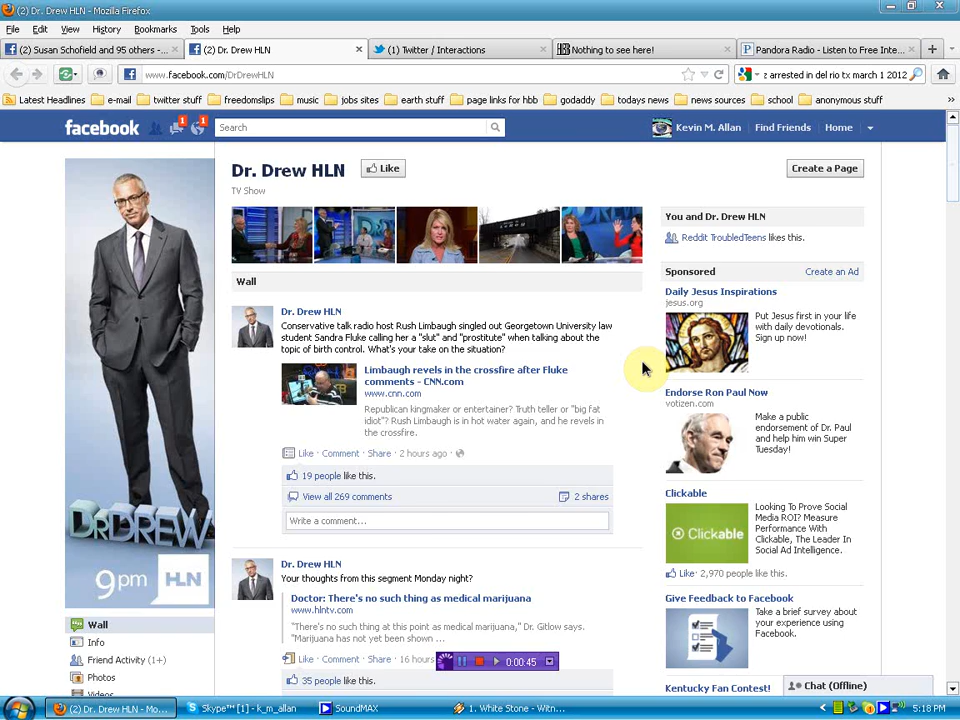 (2) Dr. Drew HLN - Mozilla Firefox
File Edit View History Bookmarks Tools Help
(2) Susan Schofield and 95 others -...
(2) Dr. Drew HLN
(1) Twitter / Interactions
Nothing to see here!
Pandora Radio - Listen to Free Inte...
www.facebook.com/DrDrewHLN
z arrested in del rio tx march 1 2012
Latest Headlines e-mail twitter stuff freedomslips music jobs sites earth stuff page links for hbb godaddy todays news news sources school anonymous stuff
facebook
1
1
Search
Kevin M. Allan Find Friends Home
Dr. Drew HLN
Like
Create a Page
TV Show
You and Dr. Drew HLN
Reddit TroubledTeens likes this.
Wall
Sponsored
Create an Ad
Daily Jesus Inspirations
jesus.org
Put Jesus first in your life
with daily devotionals.
Sign up now!
Dr. Drew HLN
Conservative talk radio host Rush Limbaugh singled out Georgetown University law
student Sandra Fluke calling her a "slut" and "prostitute" when talking about the
topic of birth control. What's your take on the situation?
Limbaugh revels in the crossfire after Fluke
comments - CNN.com
www.cnn.com
Republican kingmaker or entertainer? Truth teller or "big fat
idiot"? Rush Limbaugh is in hot water again, and he revels in
the crossfire.
Like · Comment · Share · 2 hours ago ·
19 people like this.
View all 269 comments
2 shares
Write a comment...
Endorse Ron Paul Now
votizen.com
Make a public
endorsement of Dr. Paul
and help him win Super
Tuesday!
Clickable
Clickable
Looking To Prove Social
Media ROI? Measure
Performance With
Clickable, The Leader In
Social Ad Intelligence.
Like · 2,970 people like this.
Dr. Drew HLN
Your thoughts from this segment Monday night?
Doctor: There's no such thing as medical marijuana
www.hlntv.com
"There's no such thing at this point as medical marijuana," Dr. Gitlow says.
"Marijuana has not yet been shown ...
Like · Comment · Share · 16 hours
35 people like this.
0:00:45
Give Feedback to Facebook
Take a brief survey about
your experience using
Facebook.
Kentucky Fan Contest!
Chat (Offline)
DRDREW
9pm HLN
Wall
Info
Friend Activity (1+)
Photos
Videos
(2) Dr. Drew HLN - Mo...
Skype™ [1] - k_m_allan
SoundMAX
1. White Stone - Witn...
5:18 PM